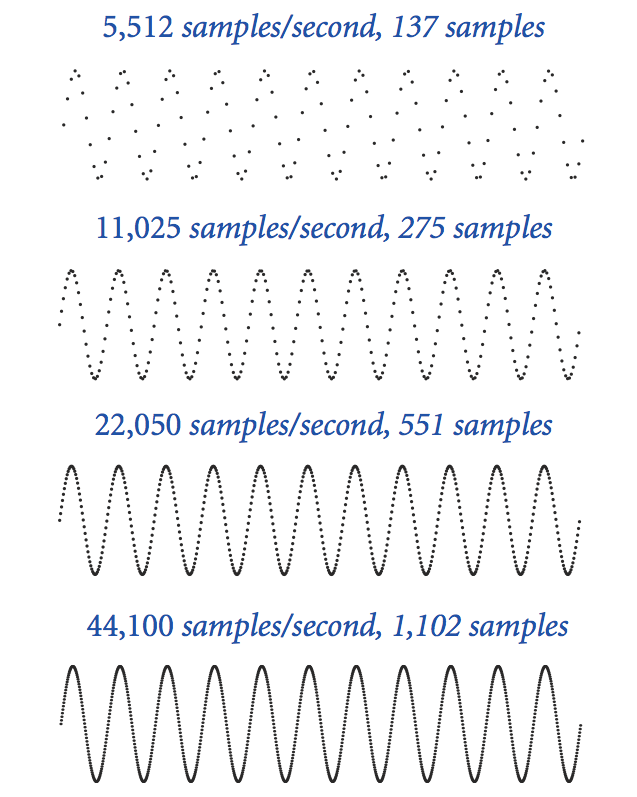 5,512 samples/second, 137 samples
11,025 samples/second, 275 samples
22,050 samples/second, 551 samples
44,100 samples/second, 1,102 samples